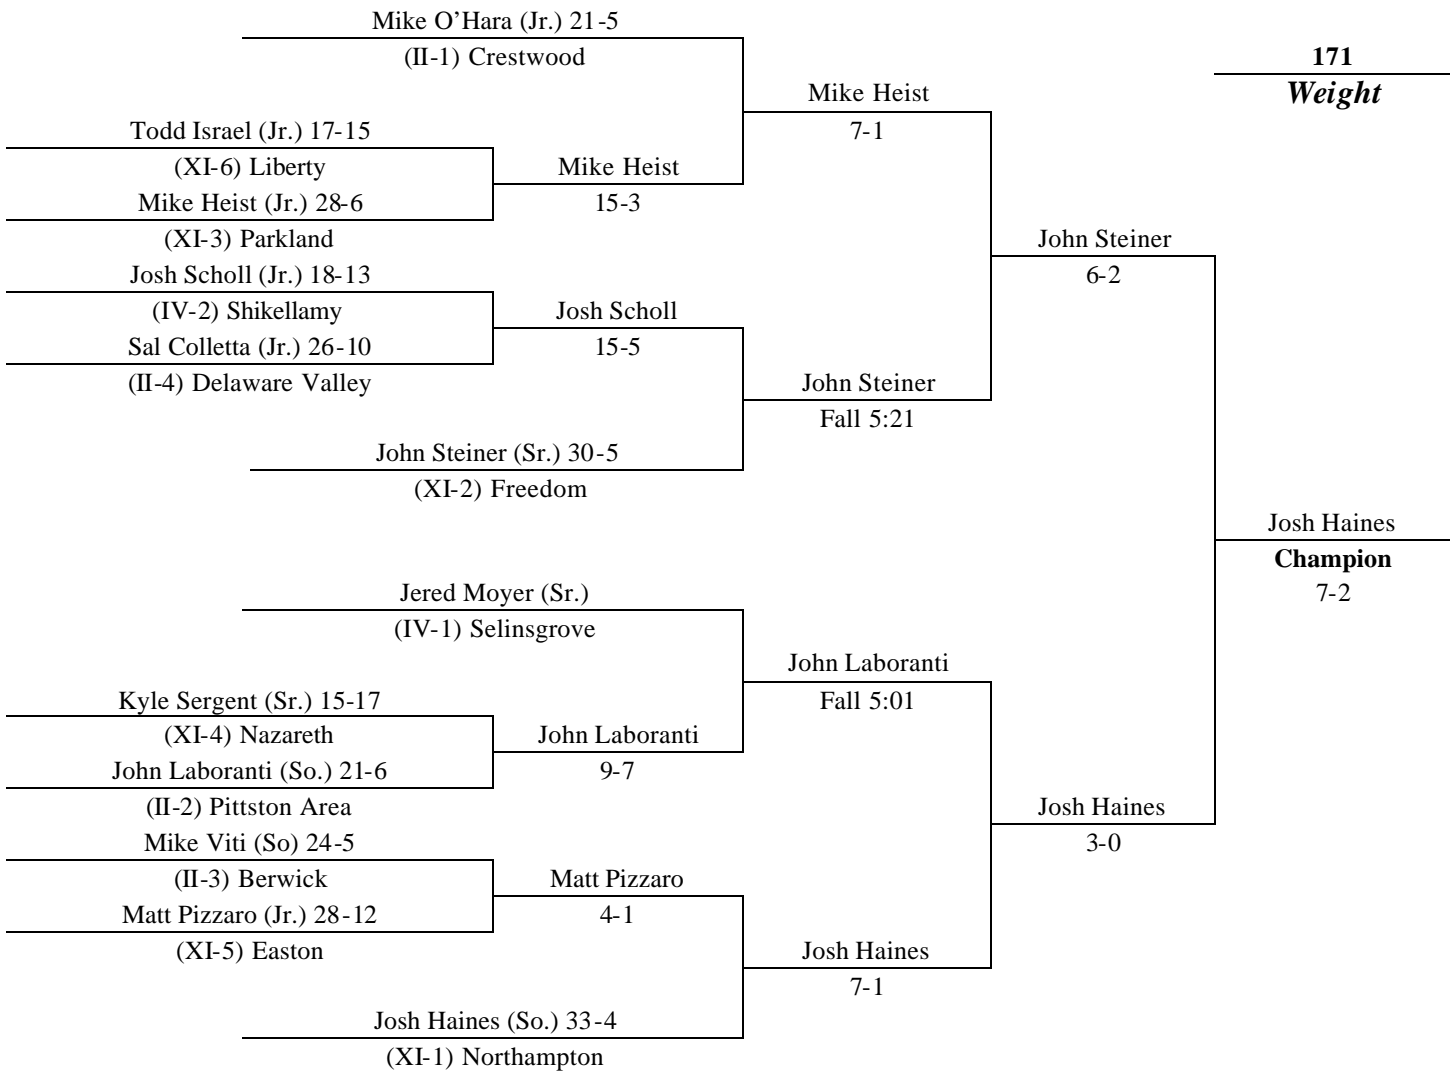 Mike O’Hara (Jr.) 21-5
(II-1) Crestwood
171
Weight
Mike Heist
7-1
Todd Israel (Jr.) 17-15
(XI-6) Liberty
Mike Heist
15-3
Mike Heist (Jr.) 28-6
(XI-3) Parkland
John Steiner
6-2
Josh Scholl (Jr.) 18-13
(IV-2) Shikellamy
Josh Scholl
15-5
Sal Colletta (Jr.) 26-10
(II-4) Delaware Valley
John Steiner
Fall 5:21
John Steiner (Sr.) 30-5
(XI-2) Freedom
Josh Haines
Champion
7-2
Jered Moyer (Sr.)
(IV-1) Selinsgrove
John Laboranti
Fall 5:01
Kyle Sergent (Sr.) 15-17
(XI-4) Nazareth
John Laboranti
9-7
John Laboranti (So.) 21-6
(II-2) Pittston Area
Josh Haines
3-0
Mike Viti (So) 24-5
(II-3) Berwick
Matt Pizzaro
4-1
Matt Pizzaro (Jr.) 28-12
(XI-5) Easton
Josh Haines
7-1
Josh Haines (So.) 33-4
(XI-1) Northampton